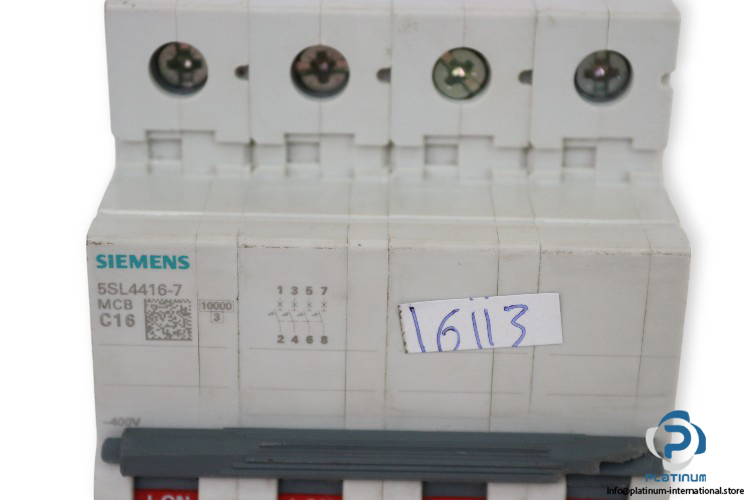 SIEMENS
5SL4416-7
MCB
C16
10000
3
1 3 5 7
2 4 6 8
16113
~400V
I-ON
PLATINUM
info@platinum-international.store